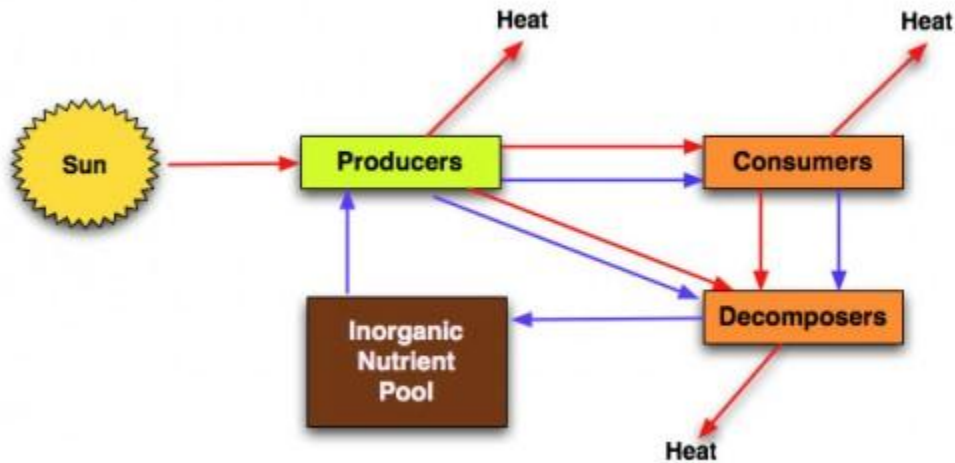 Heat
Heat
Sun
Producers
Consumers
Inorganic
Nutrient
Pool
Decomposers
Heat